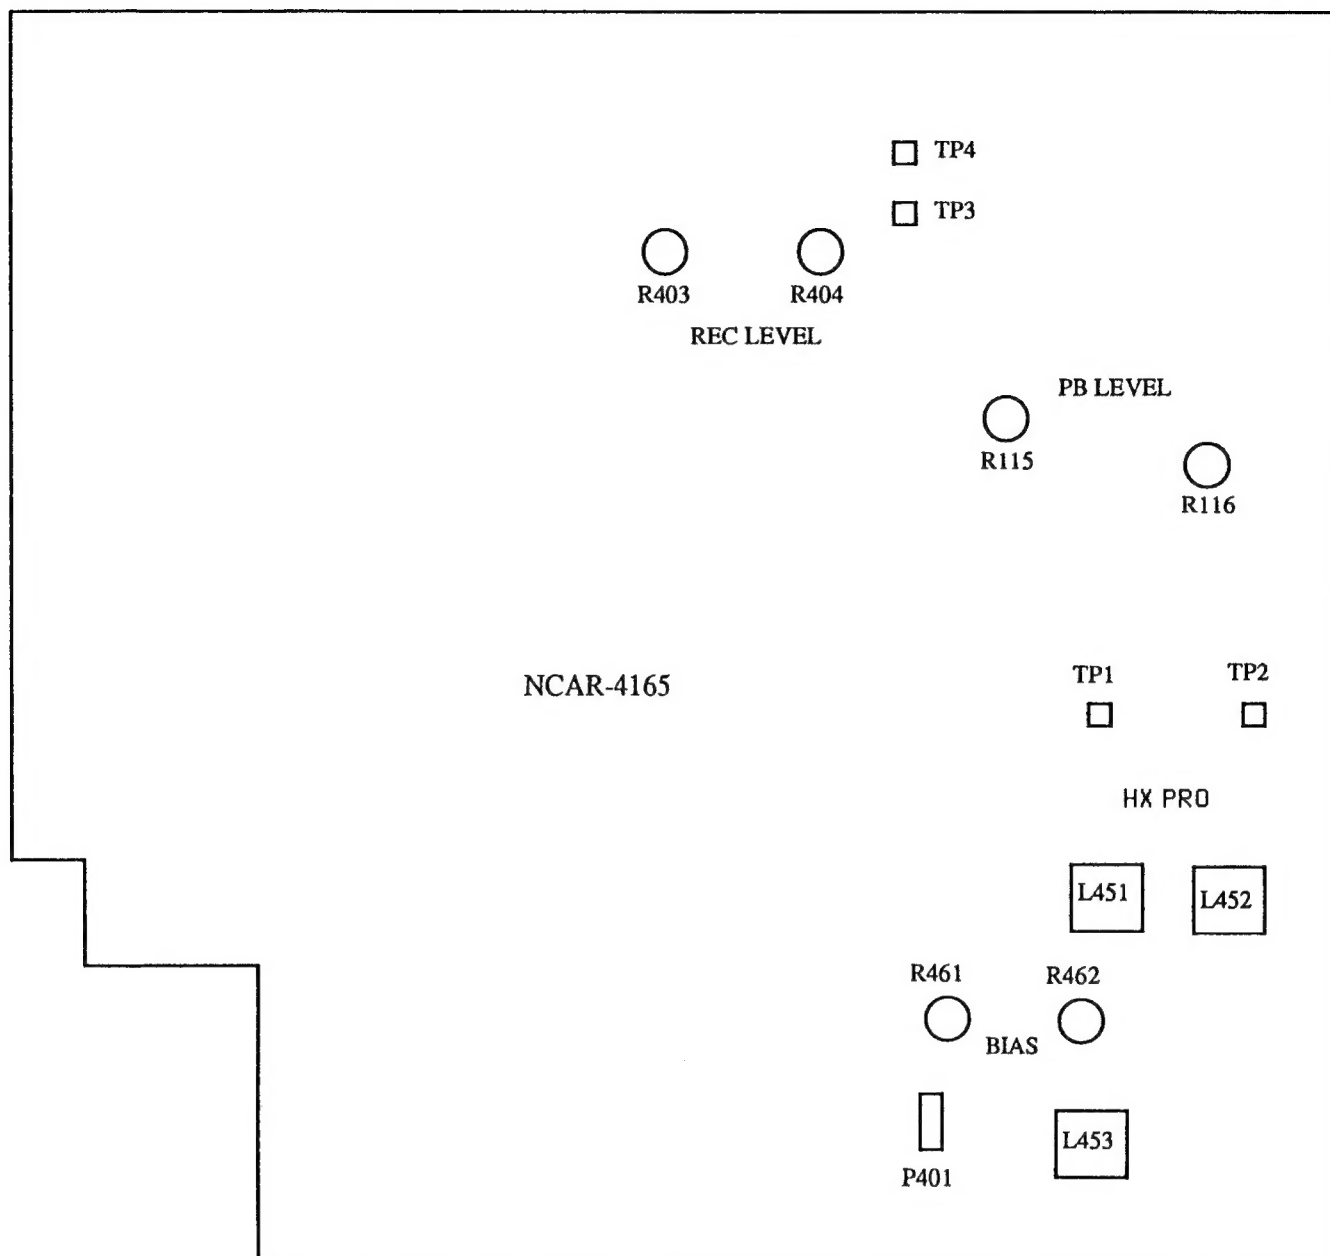 TP4
TP3
R403
R404
REC LEVEL
PB LEVEL
R115
R116
NCAR-4165
TP1
TP2
HX PRO
L451
L452
R461
R462
BIAS
L453
P401